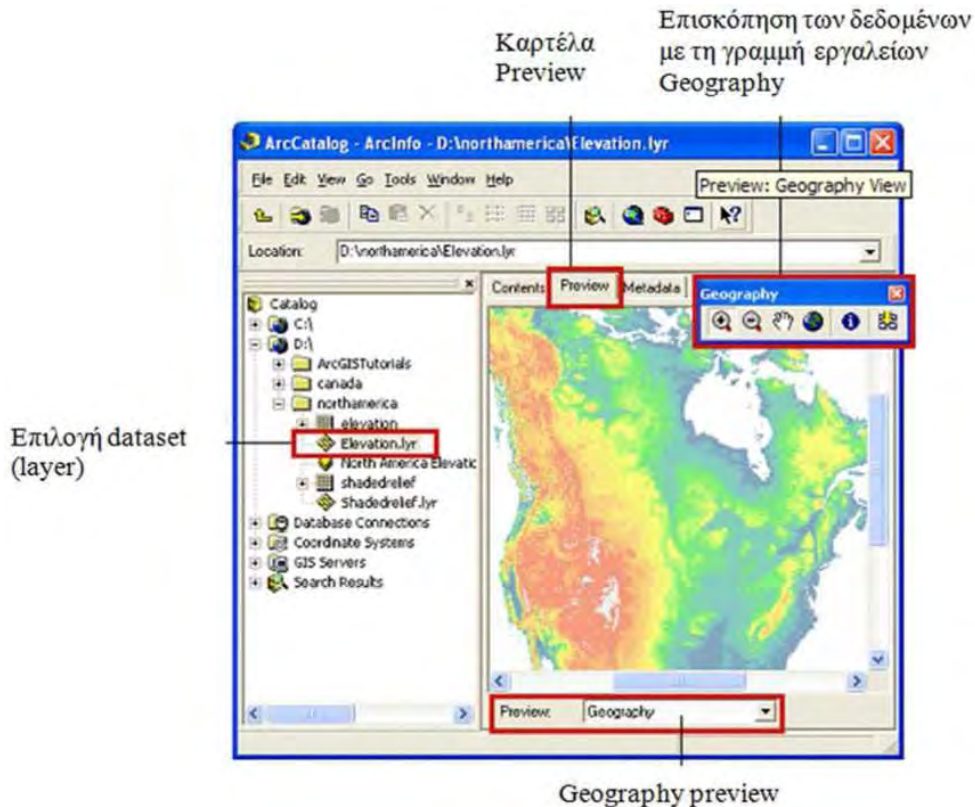 Καρτέλα
Preview
Επισκόπηση των δεδομένων
με τη γραμμή εργαλείων
Geography
ArcCatalog - ArcInfo - D:\northamerica\Elevation.lyr
File Edit View Go Tools Window Help
Preview: Geography View
Location: D:\northamerica\Elevation.lyr
Contents Preview Metadata
Geography
Catalog
C:\
D:\
ArcGISTutorials
canada
northamerica
elevation
Elevation.lyr
North America Elevatic
shadedrelief
Shadedrelief.lyr
Database Connections
Coordinate Systems
GIS Servers
Search Results
Επιλογή dataset
(layer)
Preview: Geography
Geography preview